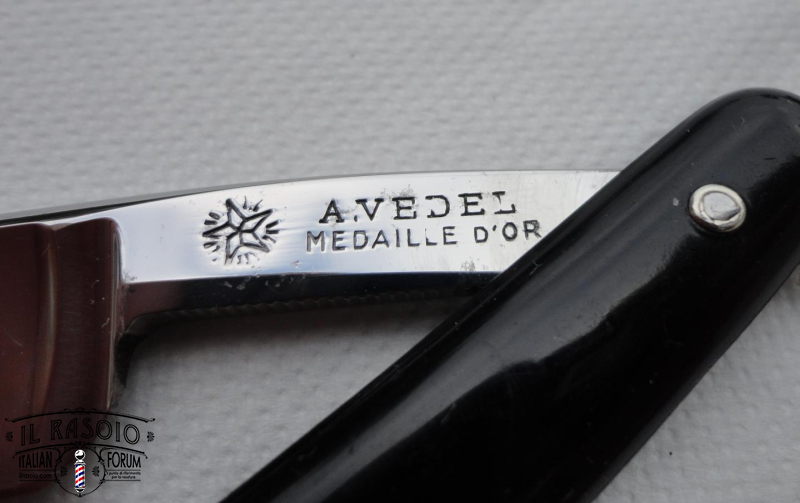 A.VEDEL
MEDAILLE D'OR
IL RASOIO
ITALIAN FORUM